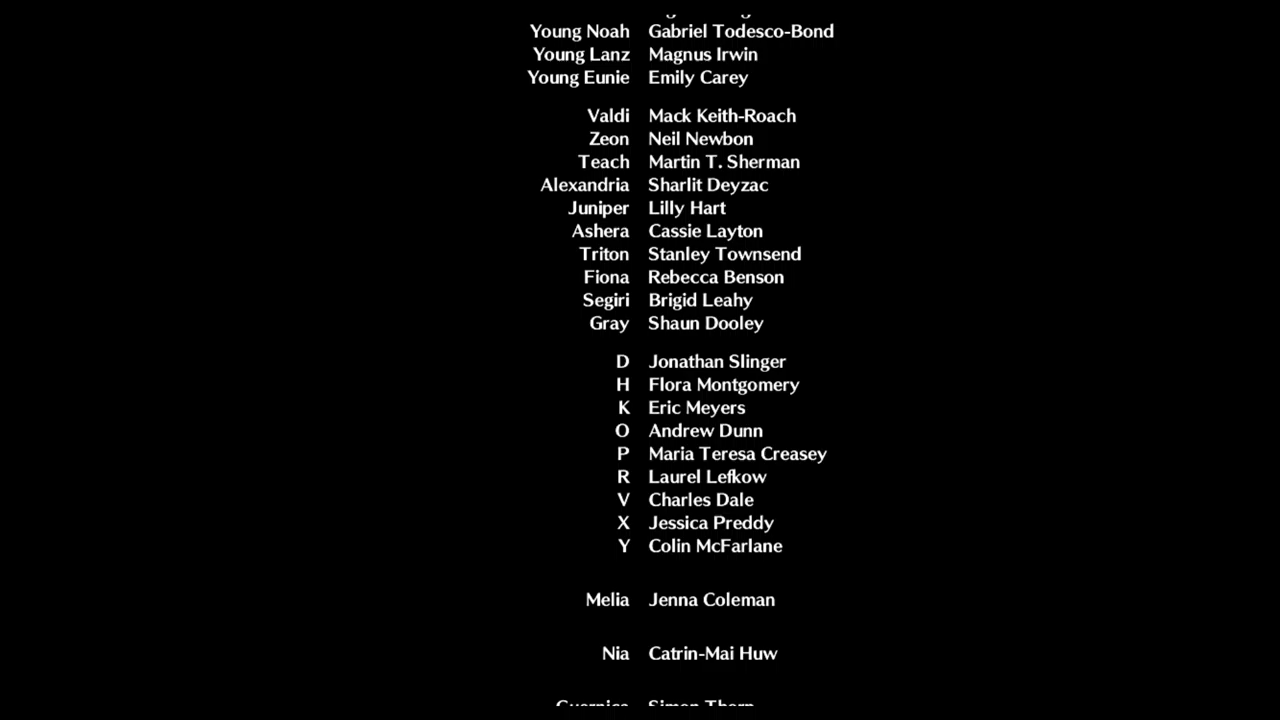 Young Noah Gabriel Todesco-Bond
Young Lanz Magnus Irwin
Young Eunie Emily Carey
Valdi Mack Keith-Roach
Zeon Neil Newbon
Teach Martin T. Sherman
Alexandria Sharlit Deyzac
Juniper Lilly Hart
Ashera Cassie Layton
Triton Stanley Townsend
Fiona Rebecca Benson
Segiri Brigid Leahy
Gray Shaun Dooley
D Jonathan Slinger
H Flora Montgomery
K Eric Meyers
O Andrew Dunn
P Maria Teresa Creasey
R Laurel Lefkow
V Charles Dale
X Jessica Preddy
Y Colin McFarlane
Melia Jenna Coleman
Nia Catrin-Mai Huw